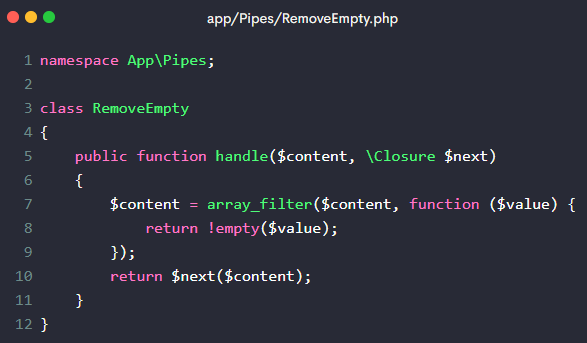 app/Pipes/RemoveEmpty.php
1 namespace App\Pipes;
2
3 class RemoveEmpty
4 {
5     public function handle($content, \Closure $next)
6     {
7         $content = array_filter($content, function ($value) {
8             return !empty($value);
9         });
10         return $next($content);
11     }
12 }